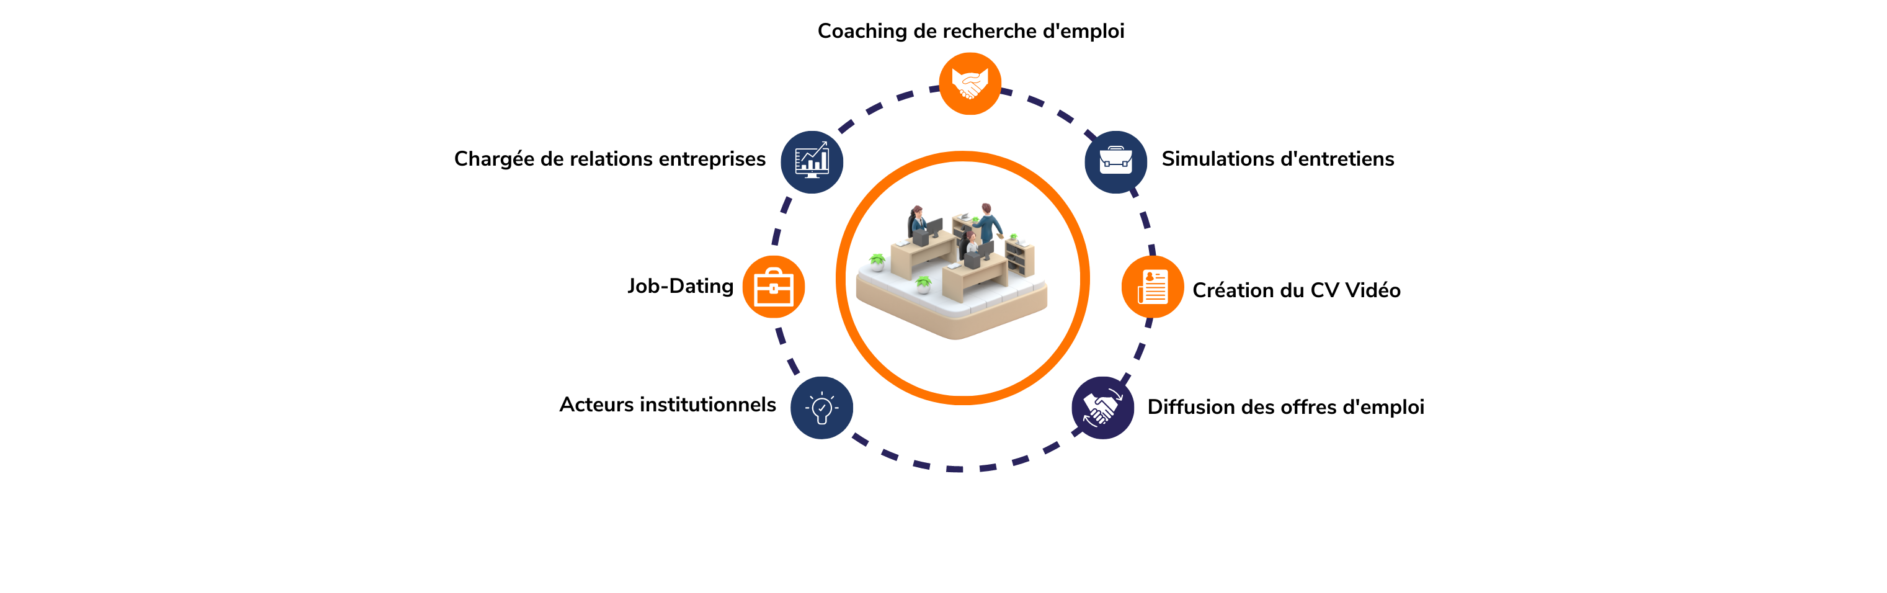 Coaching de recherche d'emploi
Chargée de relations entreprises
Simulations d'entretiens
Job-Dating
Création du CV Vidéo
Acteurs institutionnels
Diffusion des offres d'emploi